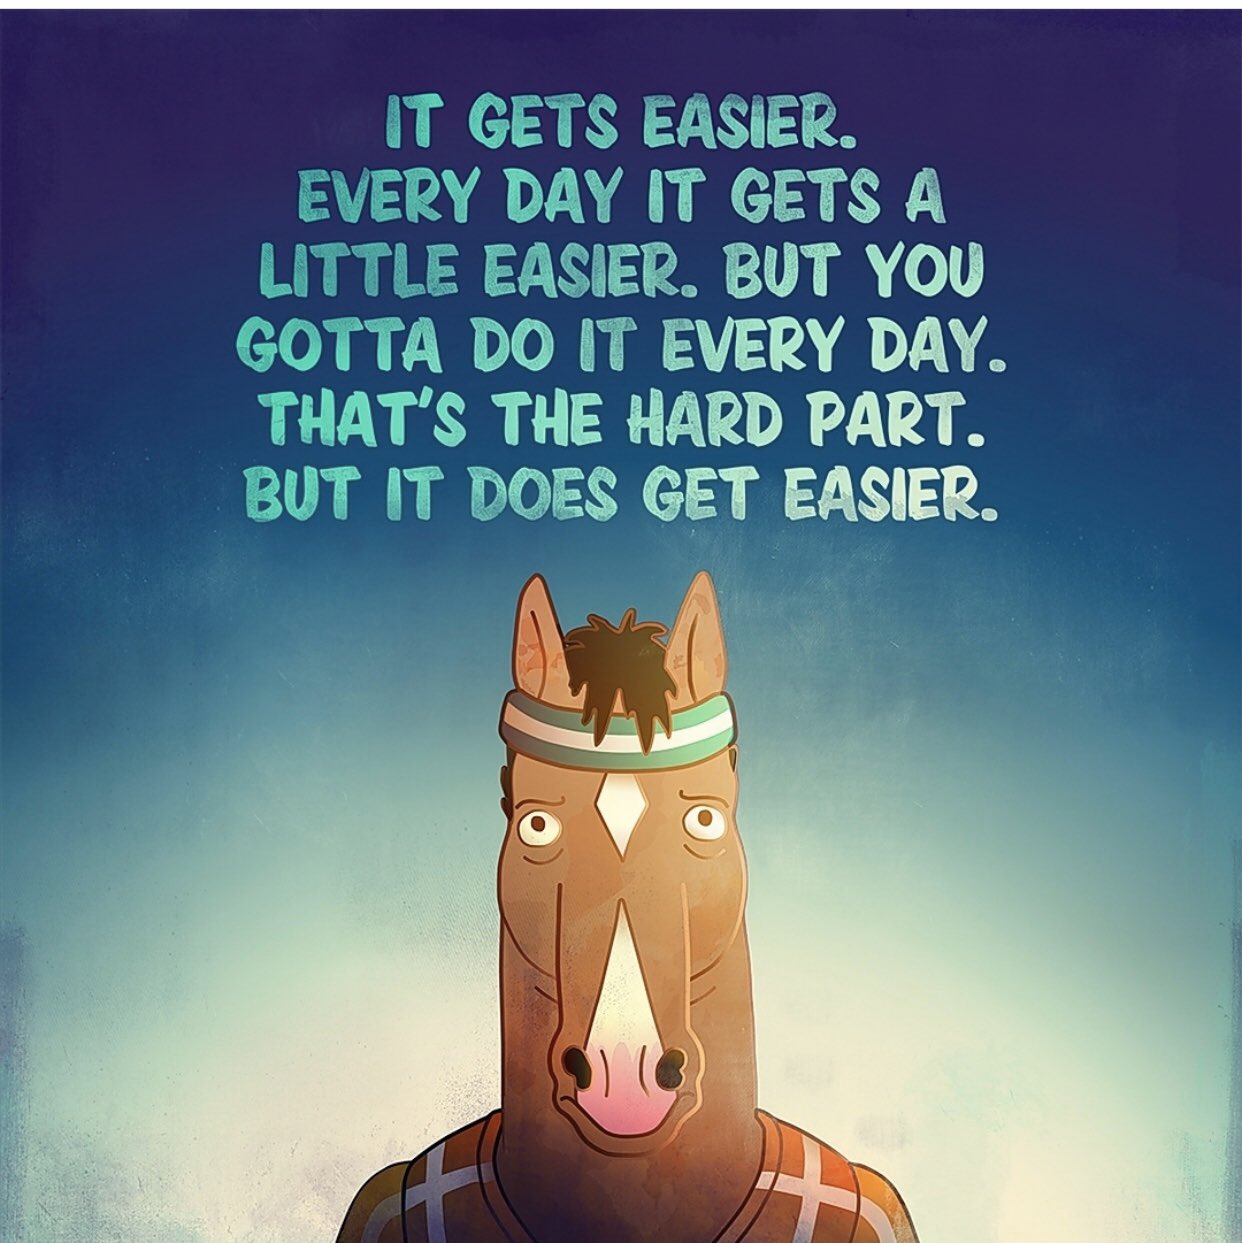 IT GETS EASIER.
EVERY DAY IT GETS A
LITTLE EASIER. BUT YOU
GOTTA DO IT EVERY DAY.
THAT'S THE HARD PART.
BUT IT DOES GET EASIER.